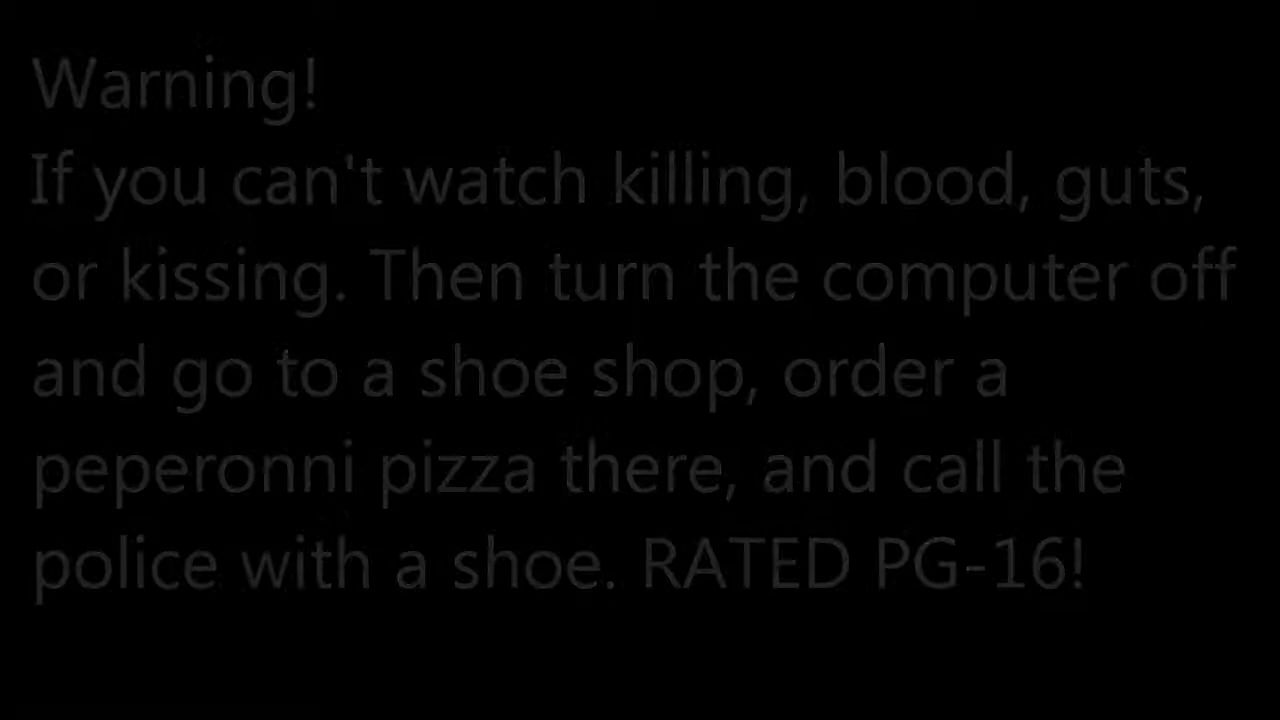 Warning!
If you can't watch killing, blood, guts,
or kissing. Then turn the computer off
and go to a shoe shop, order a
peperonni pizza there, and call the
police with a shoe. RATED PG-16!